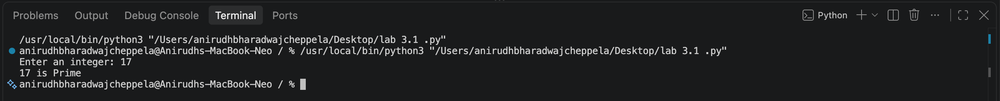 Problems Output Debug Console Terminal Ports Python
/usr/local/bin/python3 "/Users/anirudhbharadwajcheppela/Desktop/lab 3.1 .py"
anirudhbharadwajcheppela@Anirudhs-MacBook-Neo / % /usr/local/bin/python3 "/Users/anirudhbharadwajcheppela/Desktop/lab 3.1 .py"
Enter an integer: 17
17 is Prime
anirudhbharadwajcheppela@Anirudhs-MacBook-Neo / %